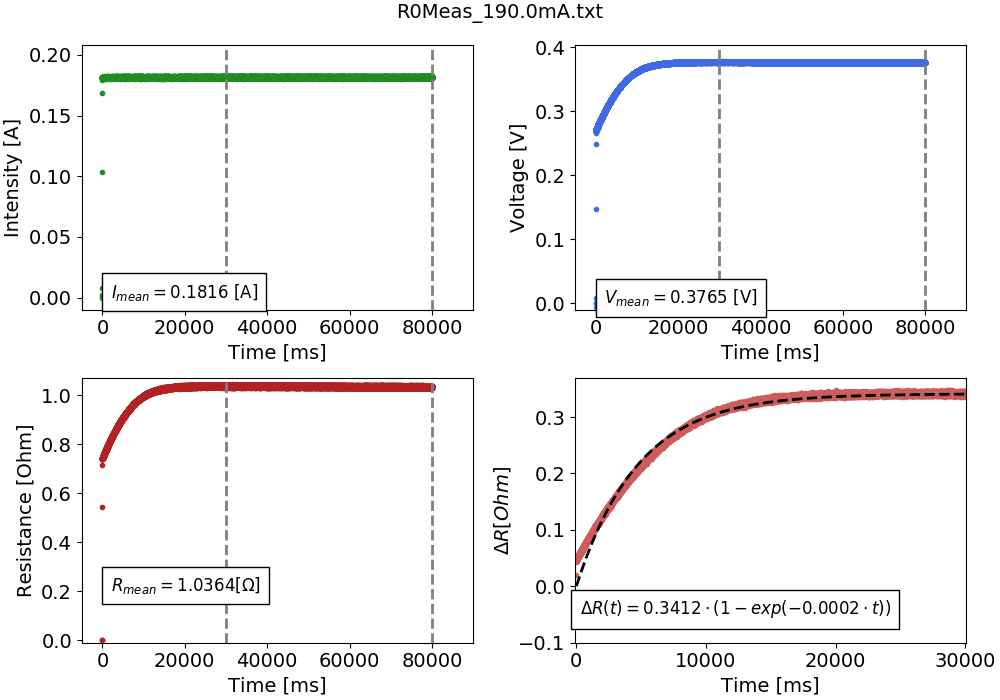 R0Meas_190.0mA.txt
0.20
0.15
0.10
0.05
0.00
Intensity [A]
I_mean = 0.1816 [A]
0 20000 40000 60000 80000
Time [ms]
0.4
0.3
0.2
0.1
0.0
Voltage [V]
V_mean = 0.3765 [V]
0 20000 40000 60000 80000
Time [ms]
1.0
0.8
0.6
0.4
0.2
0.0
Resistance [Ohm]
R_mean = 1.0364[Ω]
0 20000 40000 60000 80000
Time [ms]
0.3
0.2
0.1
0.0
−0.1
ΔR[Ohm]
ΔR(t) = 0.3412 · (1 − exp(−0.0002 · t))
0 10000 20000 30000
Time [ms]